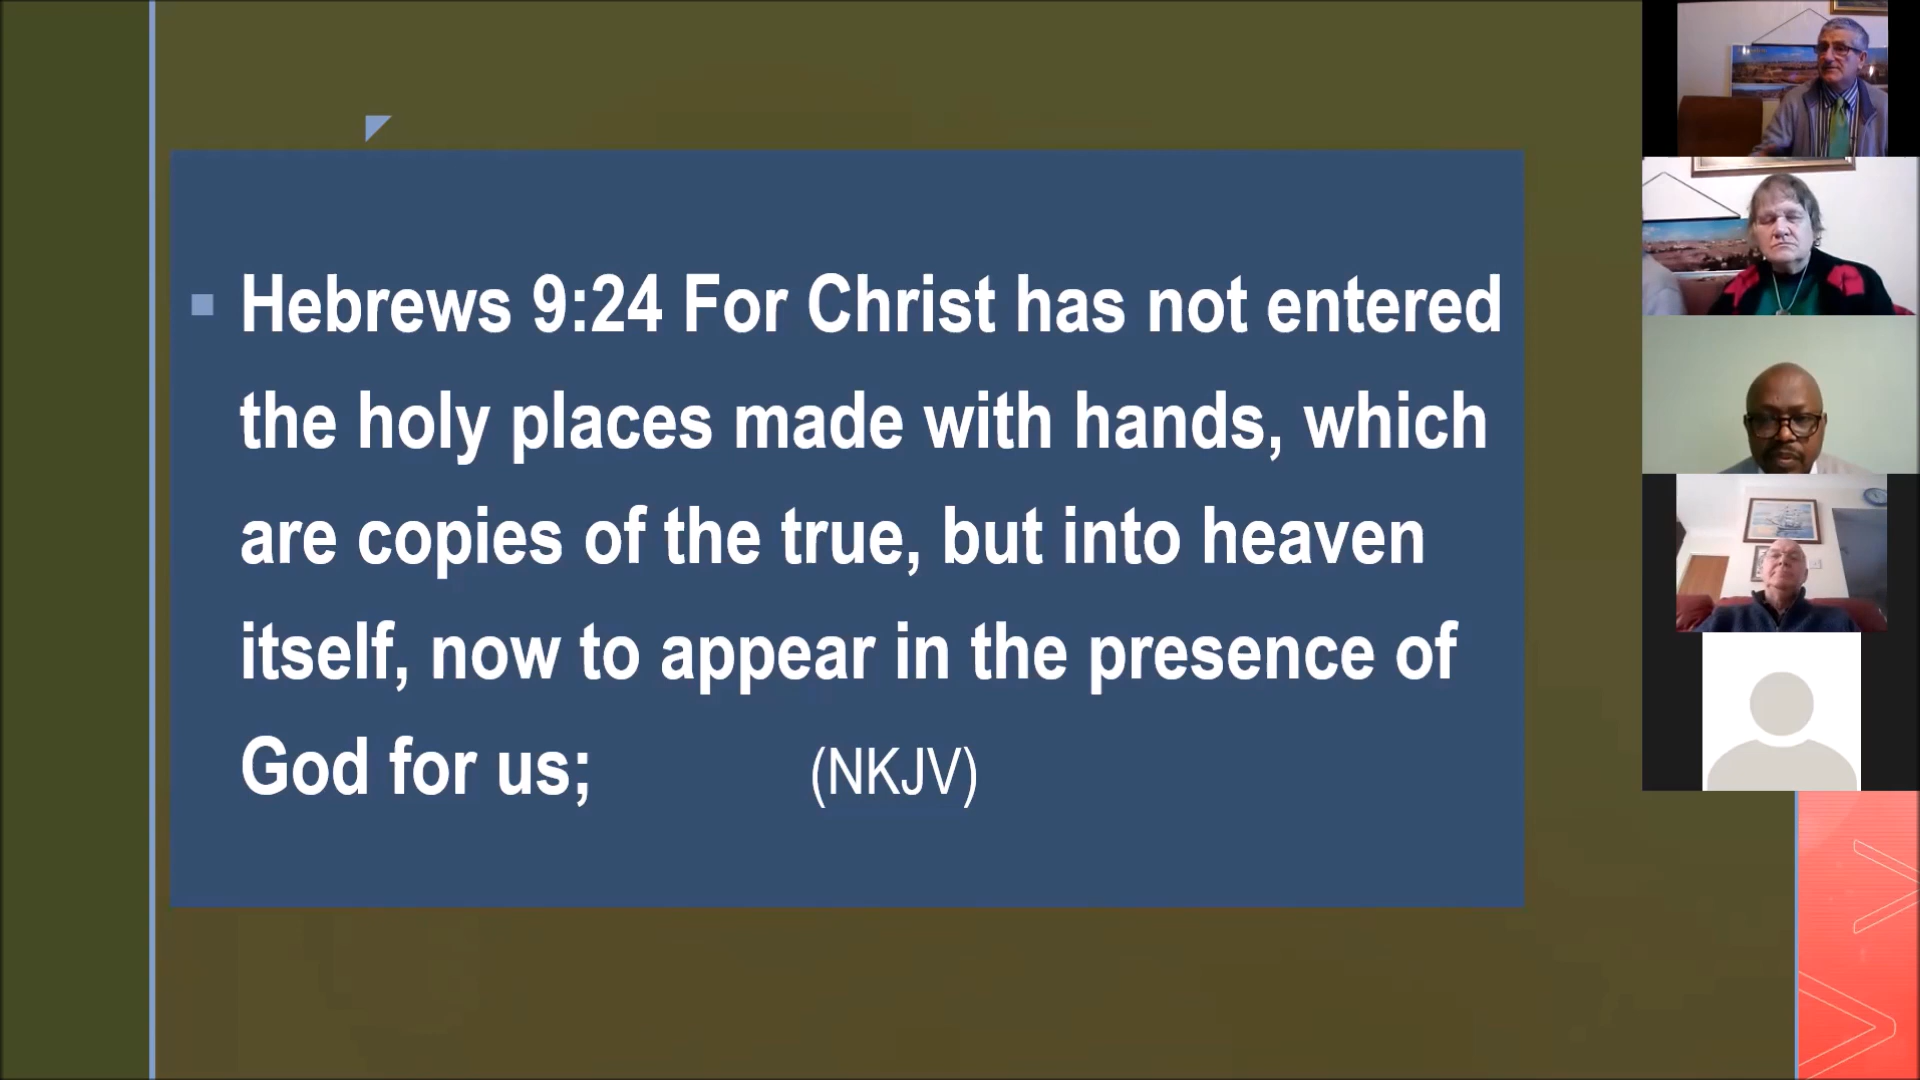 Hebrews 9:24 For Christ has not entered
the holy places made with hands, which
are copies of the true, but into heaven
itself, now to appear in the presence of
God for us; (NKJV)